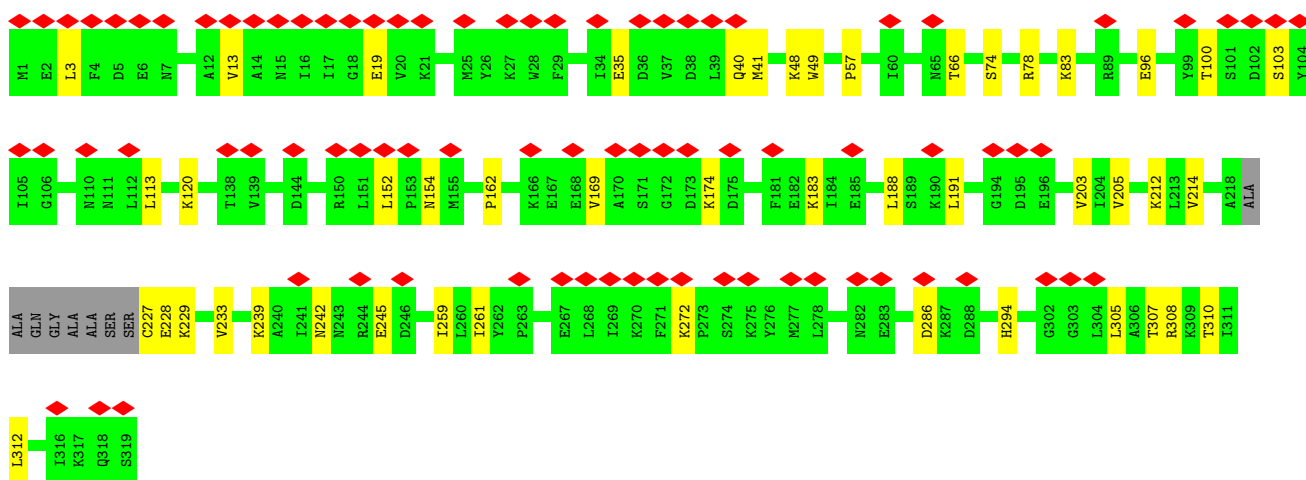 M1 E2 L3 F4 D5 E6 N7 A12 V13 A14 N15 I16 I17 G18 E19 V20 K21 M25 Y26 K27 W28 F29 I34 E35 D36 V37 D38 L39 Q40 M41 K48 W49 P57 I60 N65 T66 S74 R78 K83 R89 E96 Y99 T100 S101 D102 S103 Y104
I105 G106 N110 N111 L112 L113 K120 T138 V139 D144 R150 L151 L152 P153 N154 M155 P162 K166 E167 E168 V169 A170 S171 G172 D173 K174 D175 F181 E182 K183 I184 E185 L188 S189 K190 L191 G194 D195 E196 V203 I204 V205 K212 L213 V214 A218 ALA
ALA GLN GLY ALA ALA SER SER C227 E228 K229 V233 K239 A240 I241 N242 N243 R244 E245 D246 I259 L260 I261 Y262 P263 E267 L268 I269 K270 F271 K272 P273 S274 K275 Y276 M277 L278 N282 E283 D286 K287 D288 H294 G302 G303 L304 L305 A306 T307 R308 K309 T310 I311
L312 I316 K317 Q318 S319